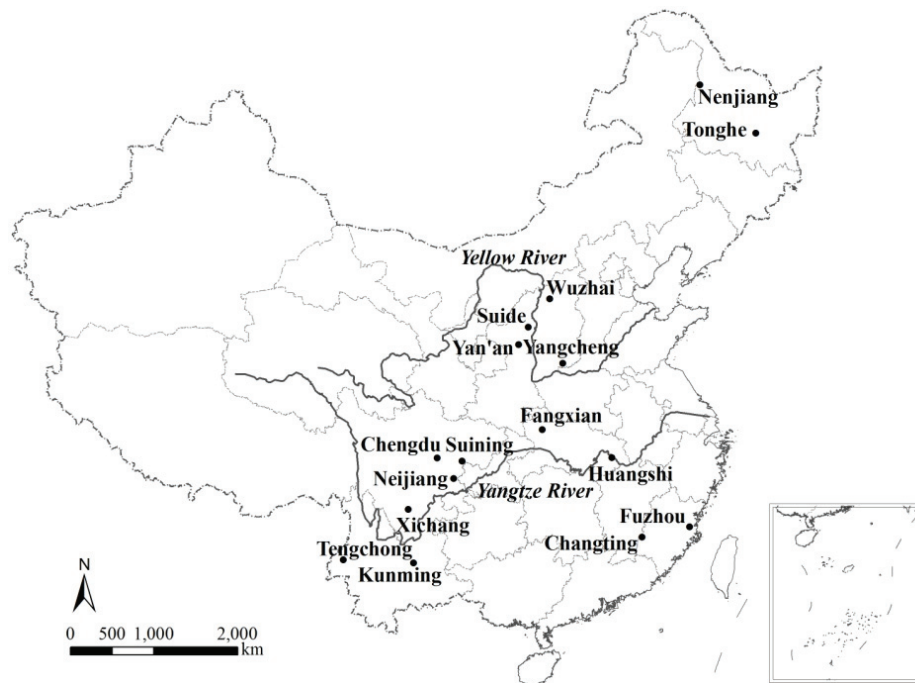 Nenjiang
Tonghe
Yellow River
Wuzhai
Suide
Yan'an Yangcheng
Fangxian
Chengdu Suining
Neijiang
Huangshi
Yangtze River
Xichang
Fuzhou
Changting
Tengchong
Kunming
N
0 500 1,000 2,000
km